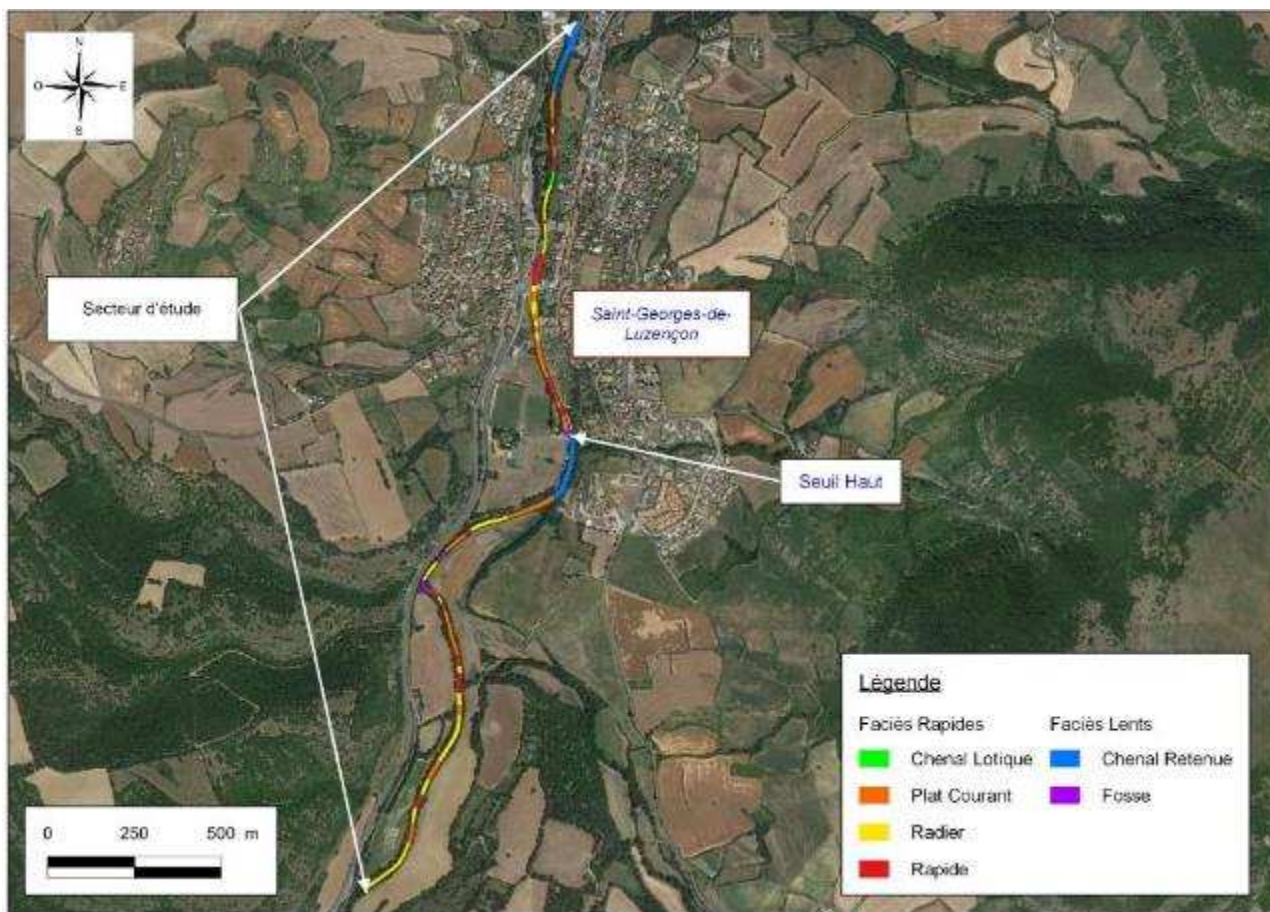 N
O E
S
Secteur d'étude
Saint-Georges-de-
Luzençon
Seuil Haut
Légende
Faciès Rapides Faciès Lents
Chenal Lotique Chenal Retenue
Plat Courant Fosse
Radier
Rapide
0 250 500 m